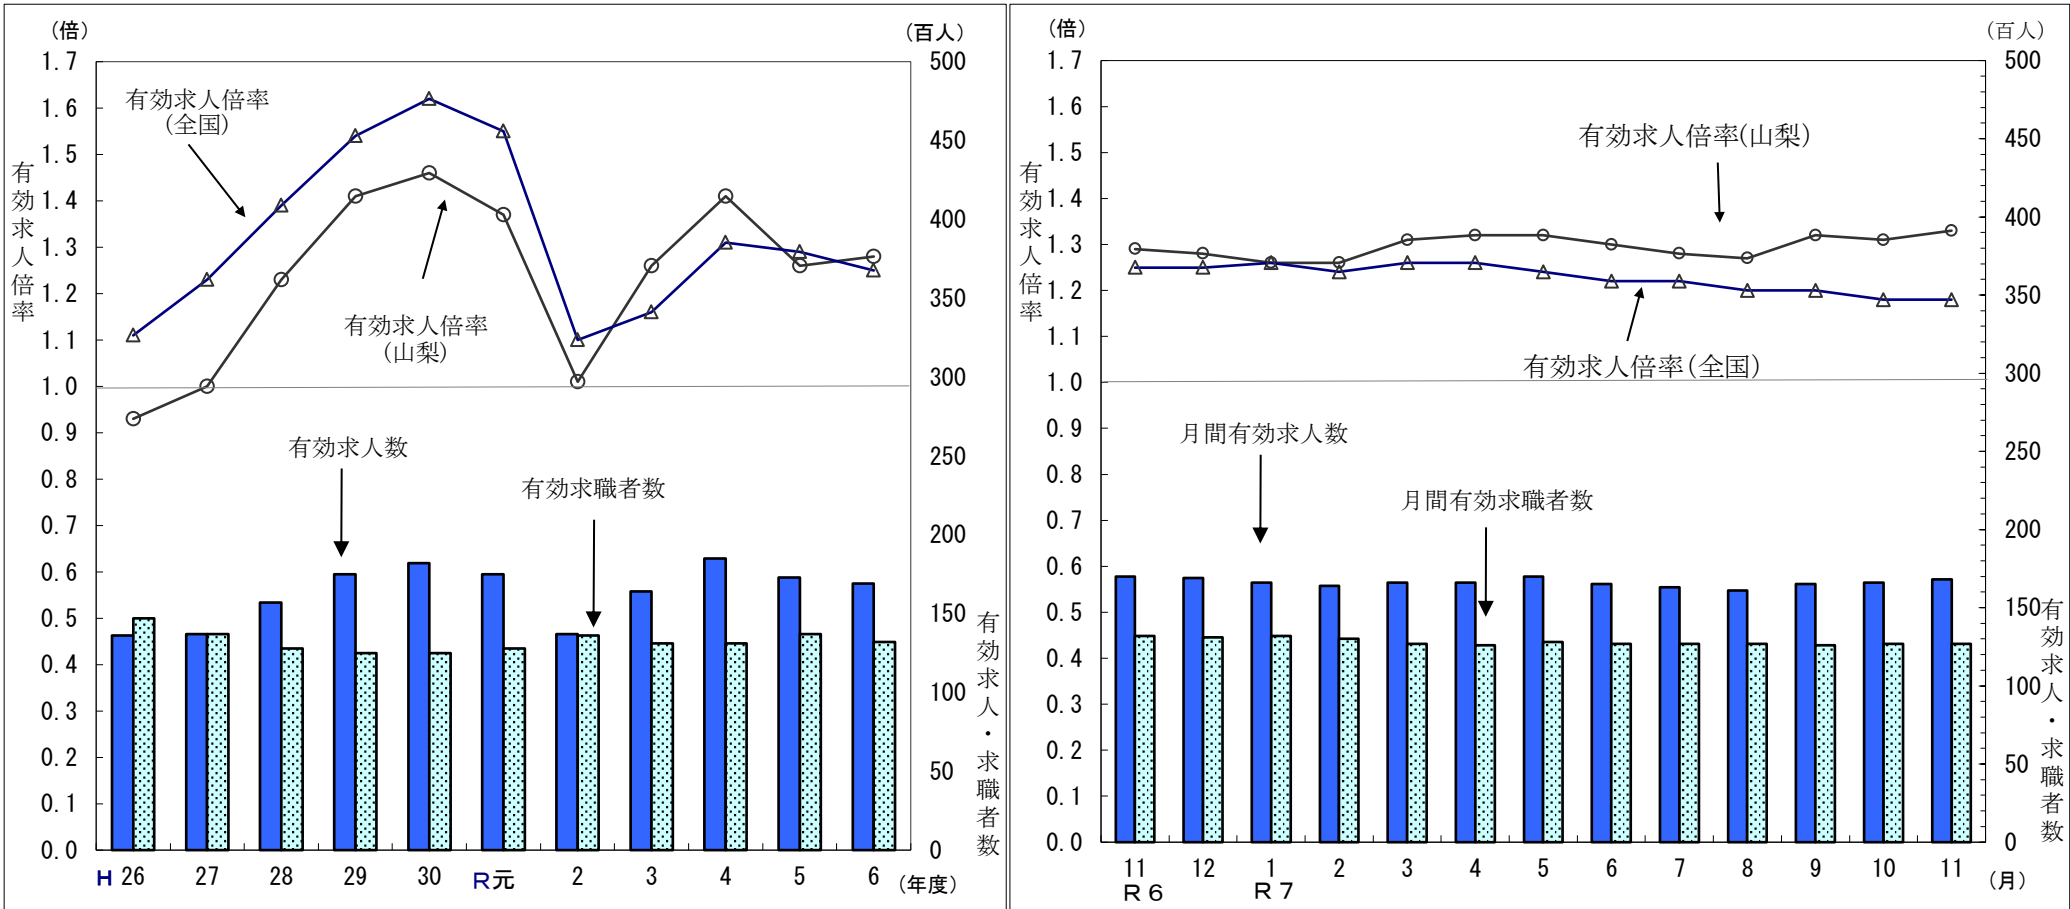 （倍）
（百人）
1.7
1.6
1.5
1.4
1.3
1.2
1.1
1.0
0.9
0.8
0.7
0.6
0.5
0.4
0.3
0.2
0.1
0.0
500
450
400
350
300
250
200
150
100
50
0
有効求人倍率
有効求人倍率
(全国)
有効求人倍率
(山梨)
有効求人数
有効求職者数
有効求人・求職者数
H 26 27 28 29 30 R元 2 3 4 5 6 (年度)
（倍）
（百人）
1.7
1.6
1.5
1.4
1.3
1.2
1.1
1.0
0.9
0.8
0.7
0.6
0.5
0.4
0.3
0.2
0.1
0.0
500
450
400
350
300
250
200
150
100
50
0
有効求人倍率
有効求人倍率(山梨)
有効求人倍率(全国)
月間有効求人数
月間有効求職者数
有効求人・求職者数
11 12 1 2 3 4 5 6 7 8 9 10 11 (月)
R 6 R 7